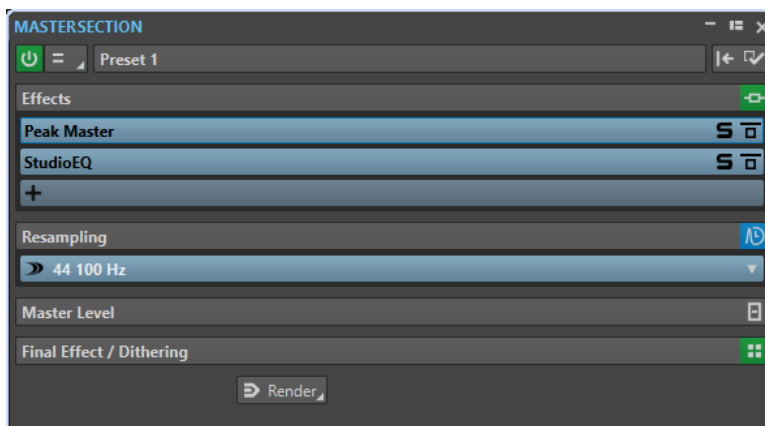 MASTERSECTION
Preset 1
Effects
Peak Master
S
StudioEQ
S
Resampling
44 100 Hz
Master Level
Final Effect / Dithering
Render